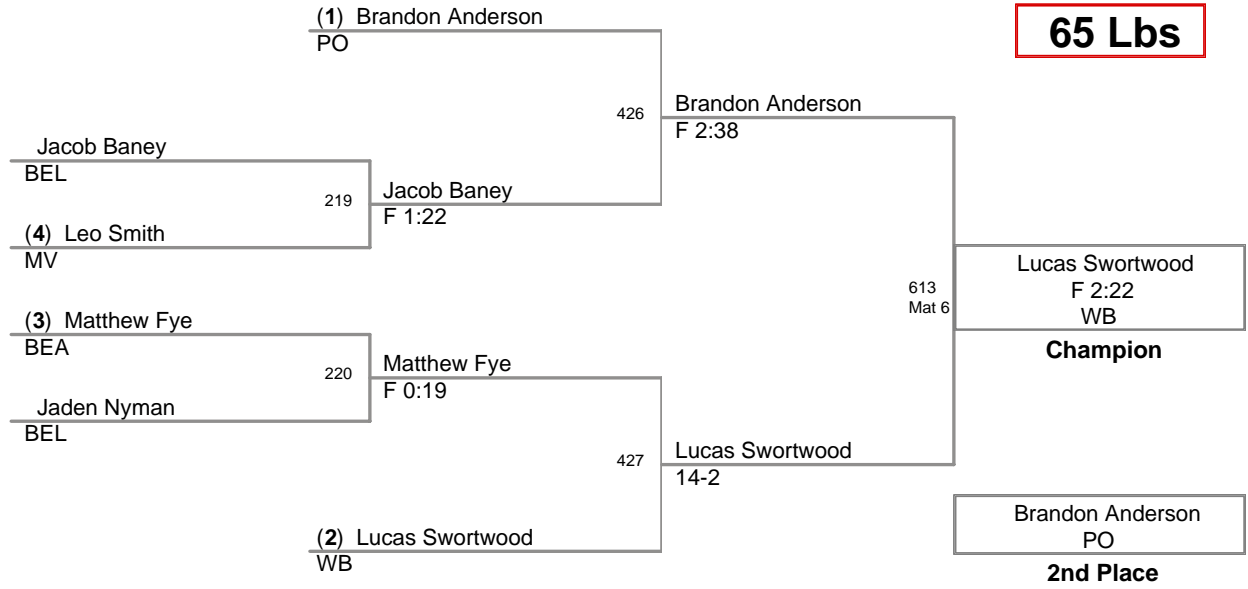 (1) Brandon Anderson
PO
65 Lbs
426
Brandon Anderson
F 2:38
Jacob Baney
BEL
219
Jacob Baney
F 1:22
(4) Leo Smith
MV
613
Mat 6
Lucas Swortwood
F 2:22
WB
Champion
(3) Matthew Fye
BEA
220
Matthew Fye
F 0:19
Jaden Nyman
BEL
427
Lucas Swortwood
14-2
(2) Lucas Swortwood
WB
Brandon Anderson
PO
2nd Place